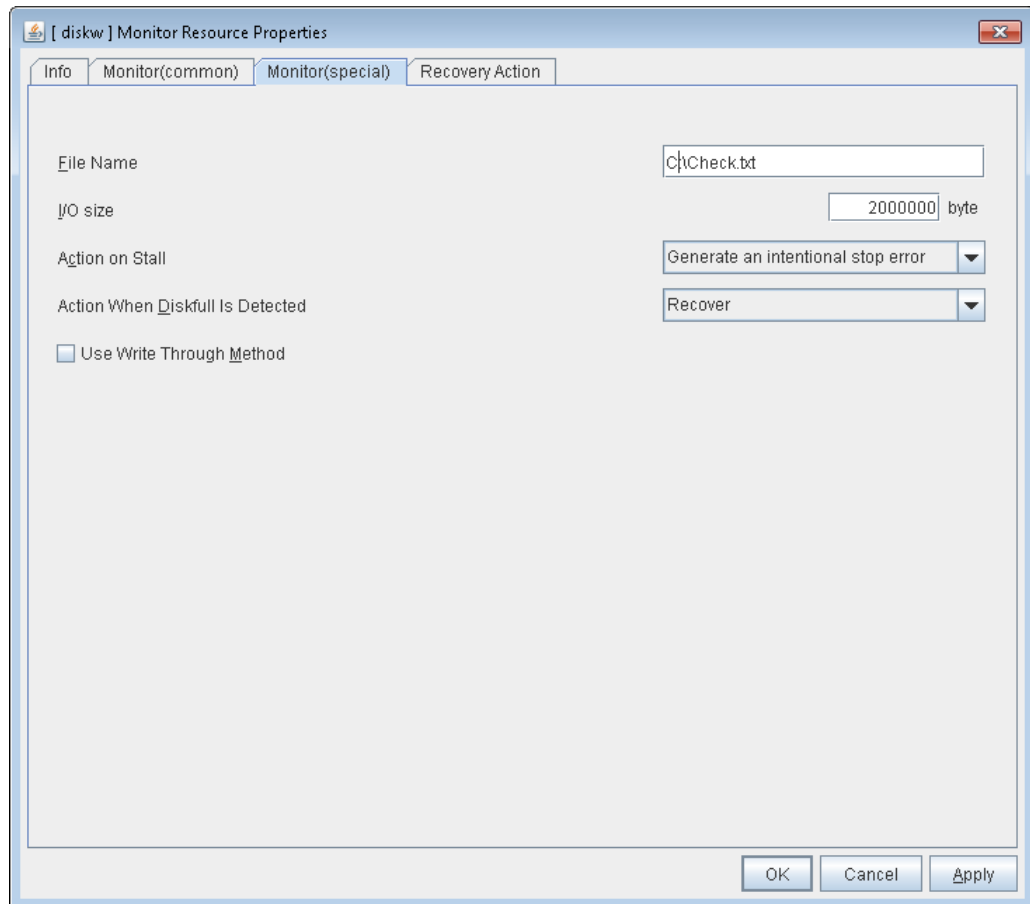 [ diskw ] Monitor Resource Properties
Info Monitor(common) Monitor(special) Recovery Action
File Name C:\Check.txt
I/O size 2000000 byte
Action on Stall Generate an intentional stop error
Action When Diskfull Is Detected Recover
Use Write Through Method
OK Cancel Apply